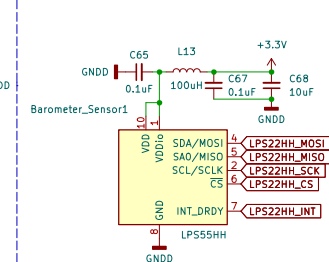 C65
L13
+3.3V
GNDD
0.1uF
100uH
C67
0.1uF
C68
10uF
DD
GNDD
Barometer_Sensor1
10
1
VDD
VDDio
SDA/MOSI
4
LPS22HH_MOSI
SA0/MISO
5
LPS22HH_MISO
SCL/SCLK
2
LPS22HH_SCK
CS
6
LPS22HH_CS
GND
INT_DRDY
7
LPS22HH_INT
8
LPS55HH
GNDD